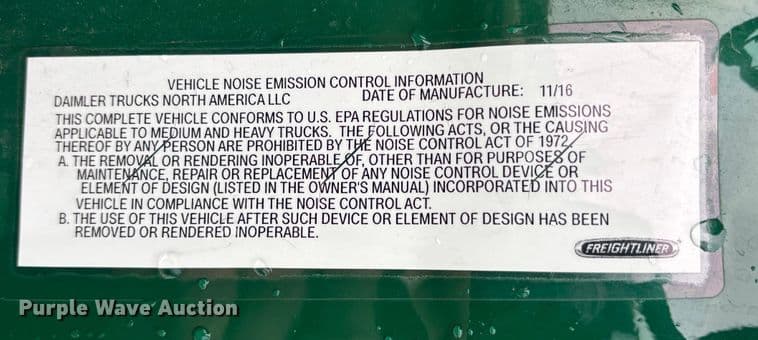 VEHICLE NOISE EMISSION CONTROL INFORMATION
DAIMLER TRUCKS NORTH AMERICA LLC DATE OF MANUFACTURE: 11/16
THIS COMPLETE VEHICLE CONFORMS TO U.S. EPA REGULATIONS FOR NOISE EMISSIONS
APPLICABLE TO MEDIUM AND HEAVY TRUCKS. THE FOLLOWING ACTS, OR THE CAUSING
THEREOF BY ANY PERSON ARE PROHIBITED BY THE NOISE CONTROL ACT OF 1972.
A. THE REMOVAL OR RENDERING INOPERABLE OF, OTHER THAN FOR PURPOSES OF
MAINTENANCE, REPAIR OR REPLACEMENT OF ANY NOISE CONTROL DEVICE OR
ELEMENT OF DESIGN (LISTED IN THE OWNER'S MANUAL) INCORPORATED INTO THIS
VEHICLE IN COMPLIANCE WITH THE NOISE CONTROL ACT.
B. THE USE OF THIS VEHICLE AFTER SUCH DEVICE OR ELEMENT OF DESIGN HAS BEEN
REMOVED OR RENDERED INOPERABLE.
FREIGHTLINER
Purple Wave Auction